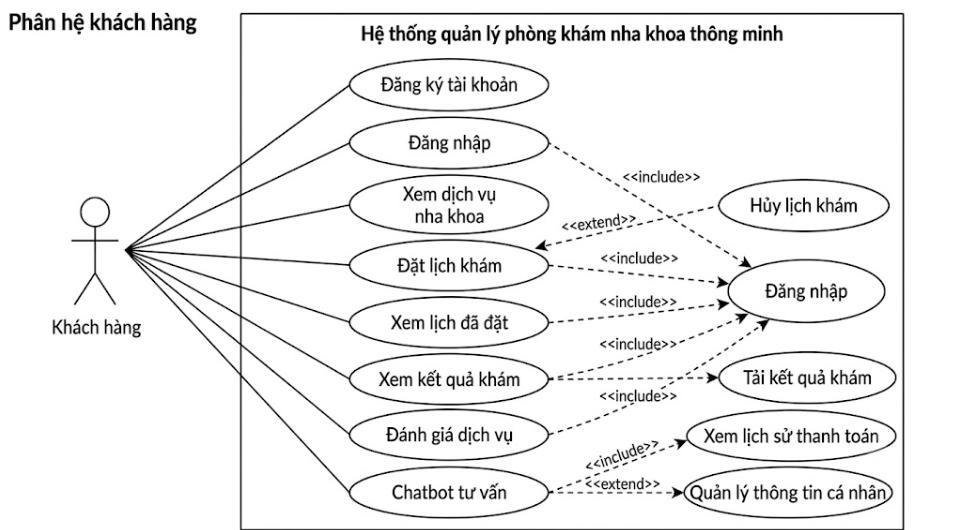 Phân hệ khách hàng
Hệ thống quản lý phòng khám nha khoa thông minh
Đăng ký tài khoản
Đăng nhập
<<include>>
Xem dịch vụ
nha khoa
Hủy lịch khám
<<extend>>
Đặt lịch khám
<<include>>
Đăng nhập
Khách hàng
Xem lịch đã đặt
<<include>>
<<include>>
Xem kết quả khám
Tải kết quả khám
<<include>>
Đánh giá dịch vụ
Xem lịch sử thanh toán
<<include>>
<<extend>>
Chatbot tư vấn
Quản lý thông tin cá nhân